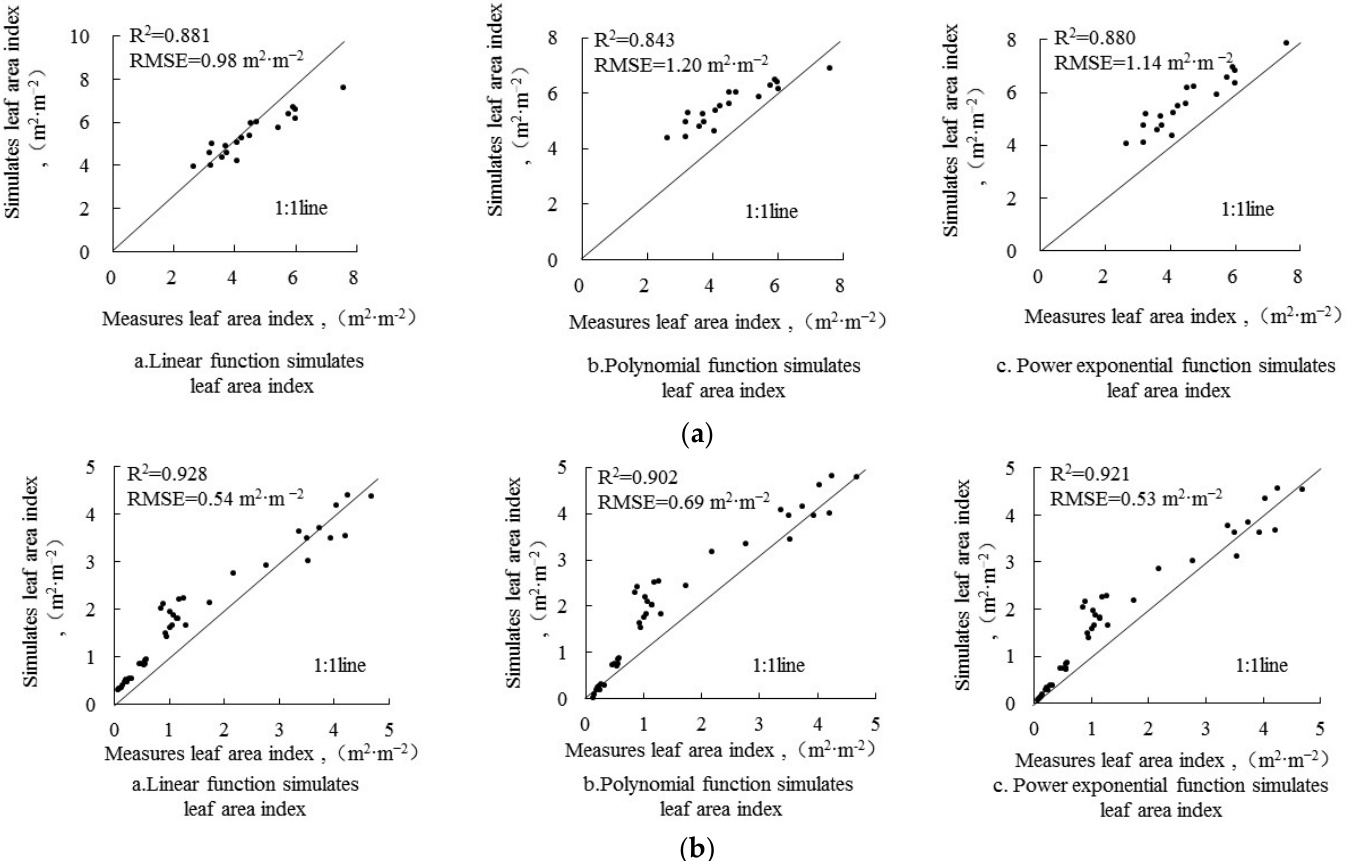 Simulates leaf area index
,（m²·m⁻²）
R²=0.881
RMSE=0.98 m²·m⁻²
10
8
6
4
2
0
1:1line
0 2 4 6 8
Measures leaf area index ,（m²·m⁻²）
a.Linear function simulates
leaf area index
Simulates leaf area index
,（m²·m⁻²）
R²=0.843
RMSE=1.20 m²·m⁻²
8
6
4
2
0
1:1line
0 2 4 6 8
Measures leaf area index ,（m²·m⁻²）
b.Polynomial function simulates
leaf area index
Simulates leaf area index
,（m²·m⁻²）
R²=0.880
RMSE=1.14 m²·m⁻²
8
6
4
2
0
1:1line
0 2 4 6 8
Measures leaf area index ,（m²·m⁻²）
c. Power exponential function simulates
leaf area index
(a)
Simulates leaf area index
,（m²·m⁻²）
R²=0.928
RMSE=0.54 m²·m⁻²
5
4
3
2
1
0
1:1line
0 1 2 3 4 5
Measures leaf area index ,（m²·m⁻²）
a.Linear function simulates
leaf area index
Simulates leaf area index
,（m²·m⁻²）
R²=0.902
RMSE=0.69 m²·m⁻²
5
4
3
2
1
0
1:1line
0 1 2 3 4 5
Measures leaf area index ,（m²·m⁻²）
b.Polynomial function simulates
leaf area index
Simulates leaf area index
,（m²·m⁻²）
R²=0.921
RMSE=0.53 m²·m⁻²
5
4
3
2
1
0
1:1line
0 1 2 3 4 5
Measures leaf area index ,（m²·m⁻²）
c. Power exponential function simulates
leaf area index
(b)